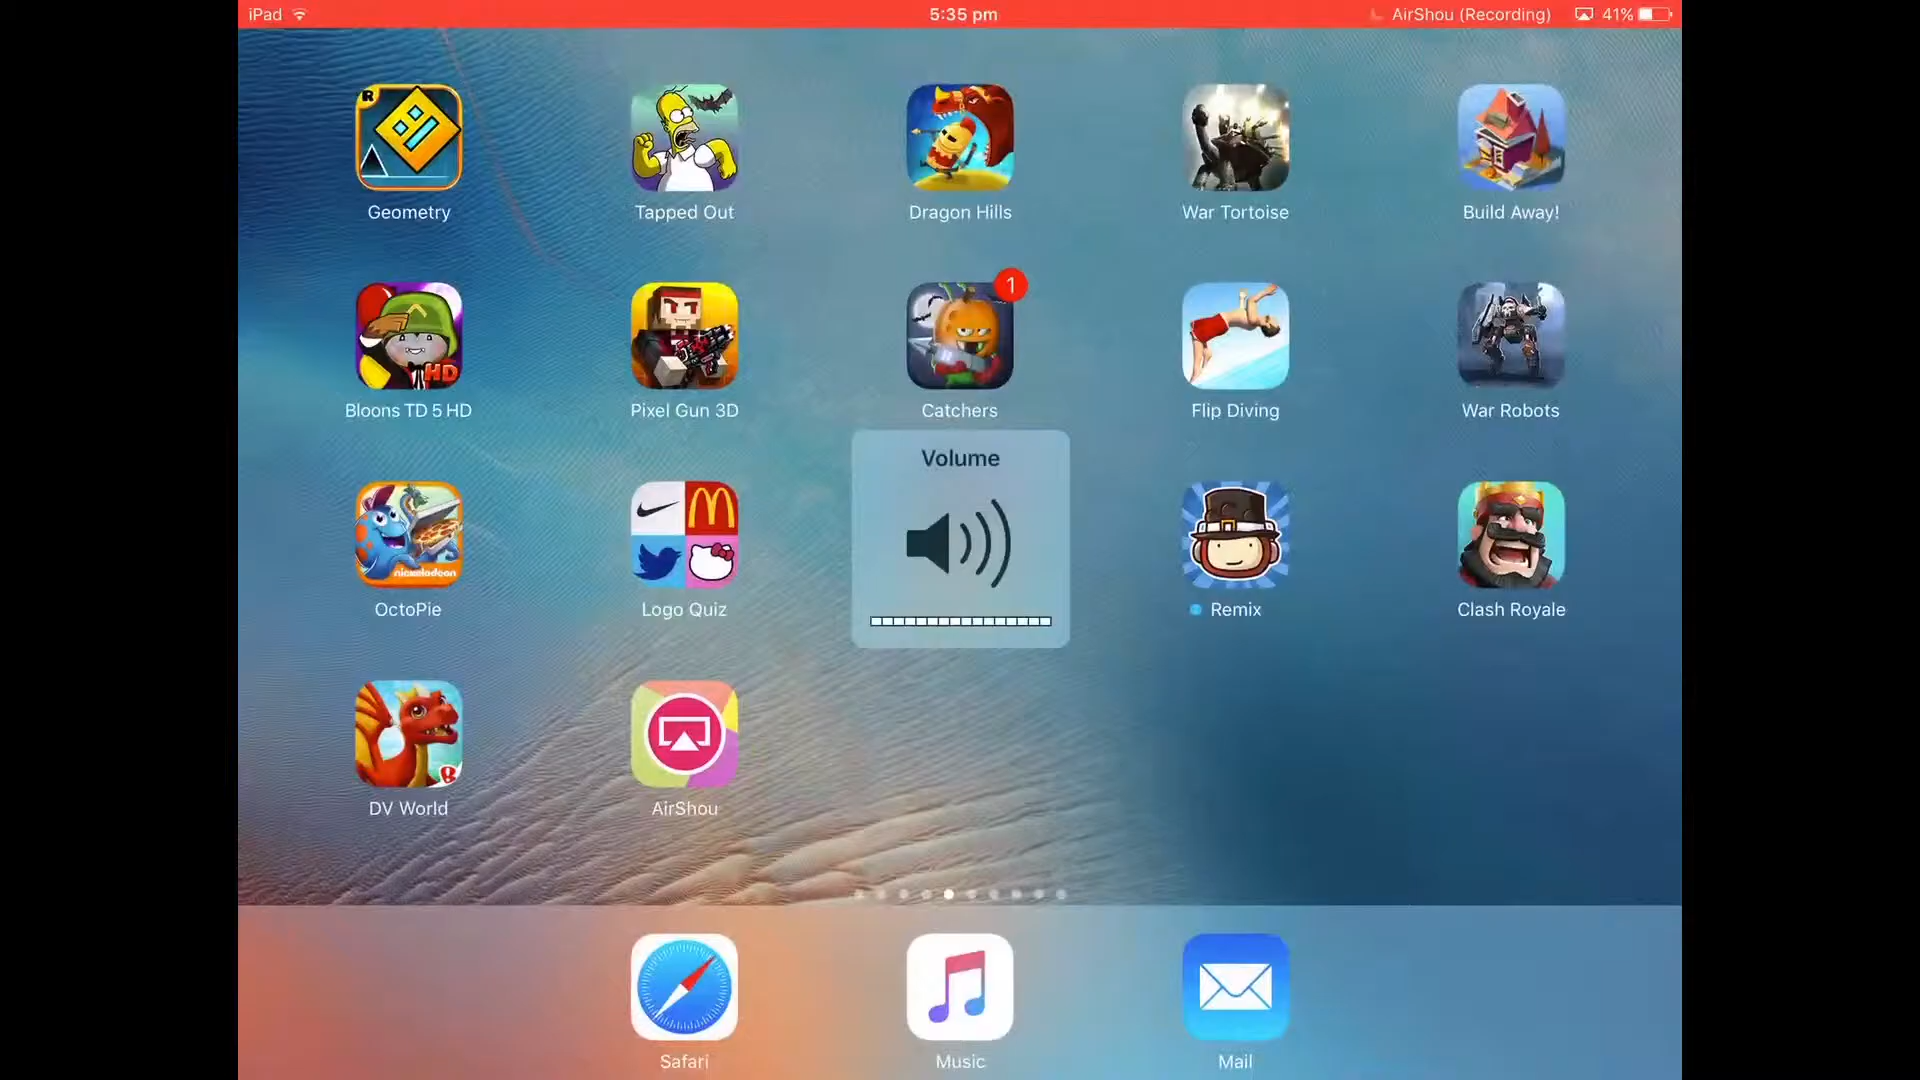 iPad
5:35 pm
AirShou (Recording)
41%
R
Geometry
Tapped Out
Dragon Hills
War Tortoise
Build Away!
HD
1
Bloons TD 5 HD
Pixel Gun 3D
Catchers
Flip Diving
War Robots
Volume
nickelodeon
OctoPie
Logo Quiz
Remix
Clash Royale
B
DV World
AirShou
Safari
Music
Mail